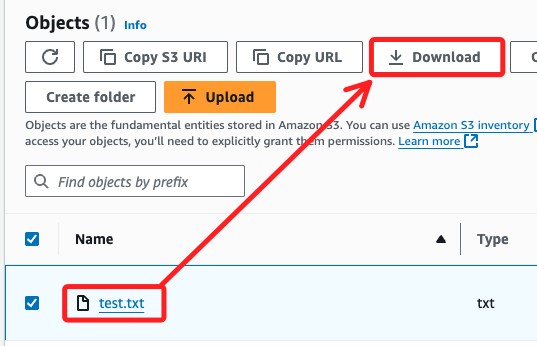 Objects (1) Info
Copy S3 URI Copy URL Download
Create folder Upload
Objects are the fundamental entities stored in Amazon S3. You can use Amazon S3 inventory
access your objects, you'll need to explicitly grant them permissions. Learn more
Find objects by prefix
Name Type
test.txt txt